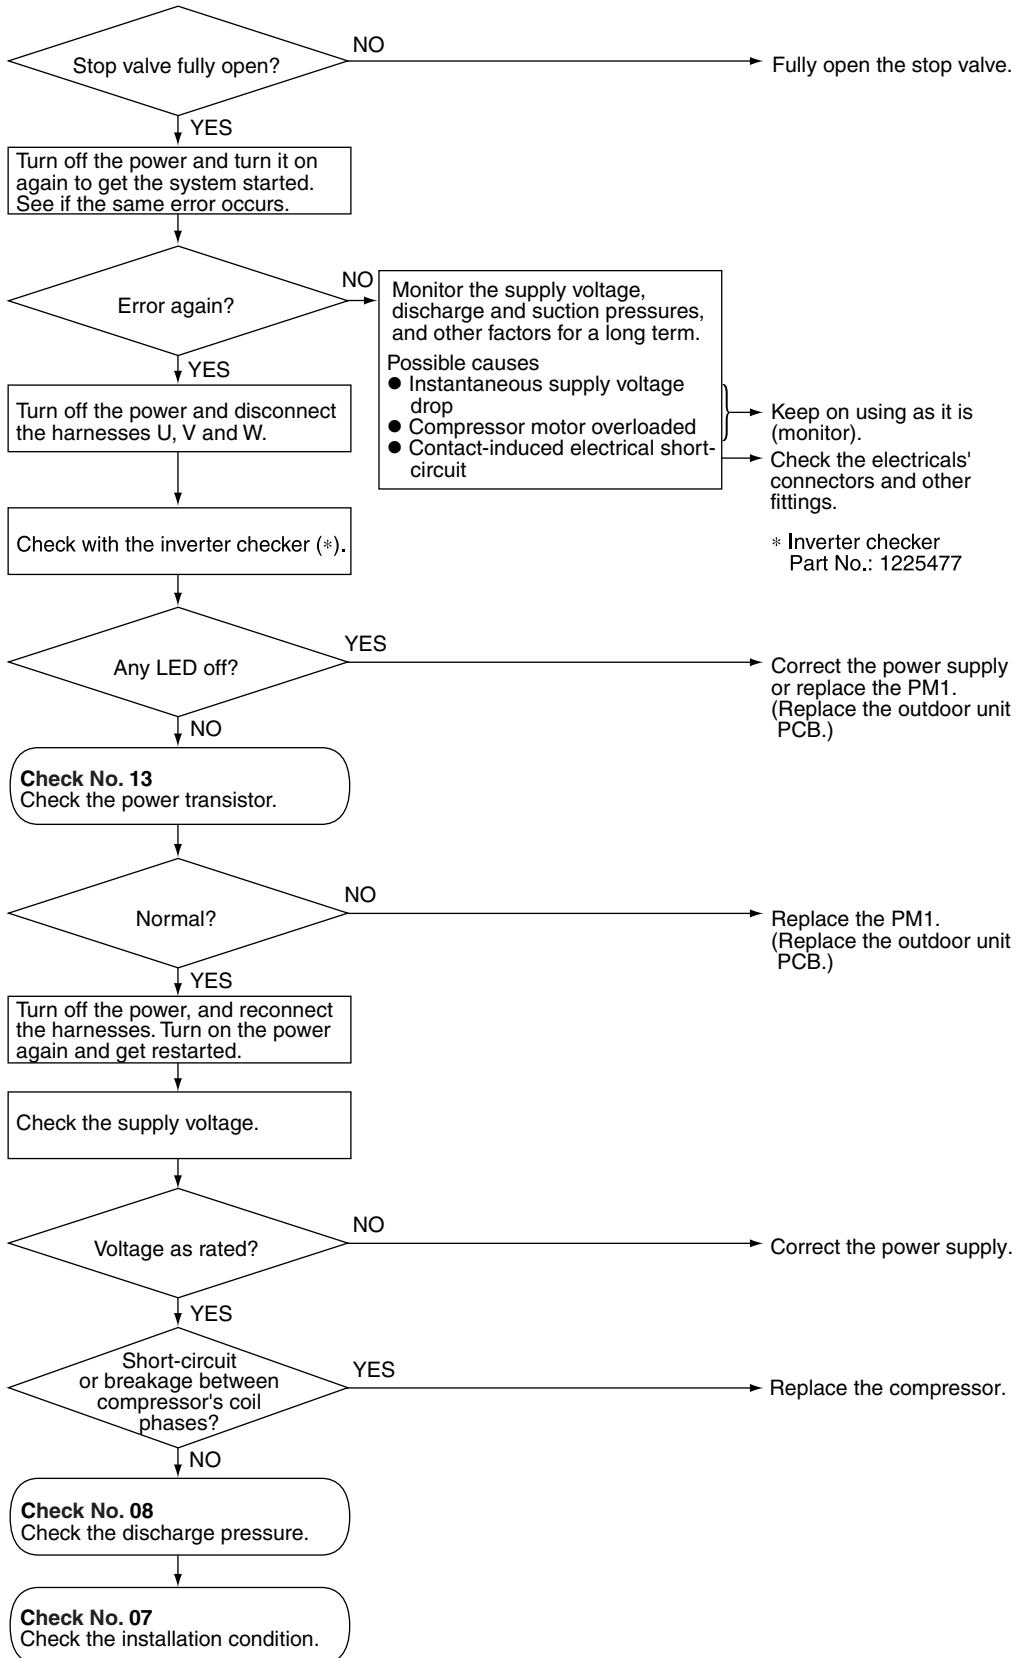 Stop valve fully open?
NO
Fully open the stop valve.
YES
Turn off the power and turn it on
again to get the system started.
See if the same error occurs.
Error again?
NO
Monitor the supply voltage,
discharge and suction pressures,
and other factors for a long term.
Possible causes
● Instantaneous supply voltage
drop
● Compressor motor overloaded
● Contact-induced electrical short-
circuit
Keep on using as it is
(monitor).
Check the electricals'
connectors and other
fittings.
* Inverter checker
Part No.: 1225477
YES
Turn off the power and disconnect
the harnesses U, V and W.
Check with the inverter checker (*).
Any LED off?
YES
Correct the power supply
or replace the PM1.
(Replace the outdoor unit
PCB.)
NO
Check No. 13
Check the power transistor.
Normal?
NO
Replace the PM1.
(Replace the outdoor unit
PCB.)
YES
Turn off the power, and reconnect
the harnesses. Turn on the power
again and get restarted.
Check the supply voltage.
Voltage as rated?
NO
Correct the power supply.
YES
Short-circuit
or breakage between
compressor's coil
phases?
YES
Replace the compressor.
NO
Check No. 08
Check the discharge pressure.
Check No. 07
Check the installation condition.